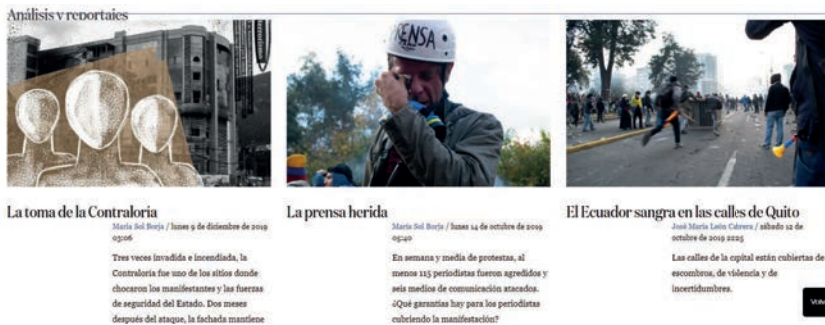 Análisis y reportajes
PRENSA
La toma de la Contraloría
María Sol Borja / lunes 9 de diciembre de 2019
03:06
Tres veces invadida e incendiada, la
Contraloría fue uno de los sitios donde
chocaron los manifestantes y las fuerzas
de seguridad del Estado. Dos meses
después del ataque, la fachada mantiene
La prensa herida
María Sol Borja / lunes 14 de octubre de 2019
05:40
En semana y media de protestas, al
menos 115 periodistas fueron agredidos y
seis medios de comunicación atacados.
¿Qué garantías hay para los periodistas
cubriendo la manifestación?
El Ecuador sangra en las calles de Quito
José María León Cabrera / sábado 12 de
octubre de 2019 22:25
Las calles de la capital están cubiertas de
escombros, de violencia y de
incertidumbres.